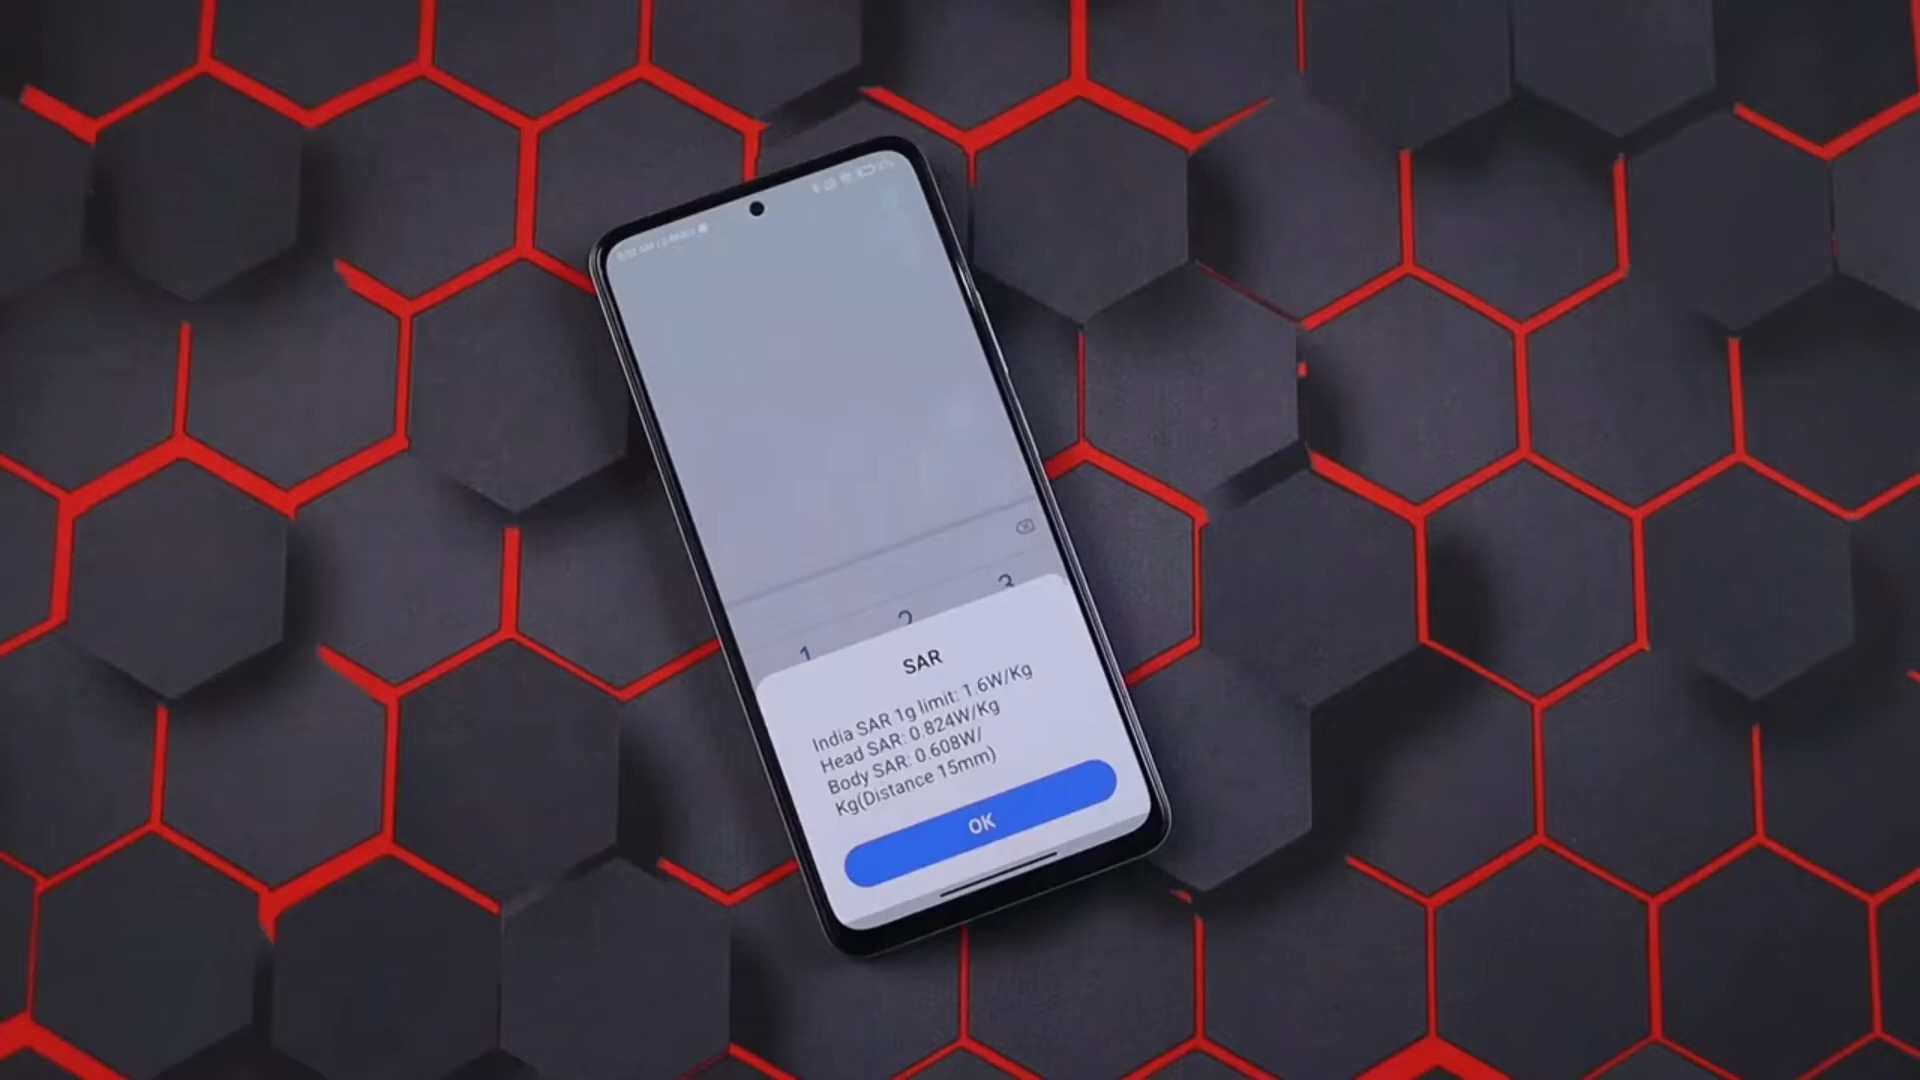 1
2
3
SAR
India SAR 1g limit: 1.6W/Kg
Head SAR: 0.824W/Kg
Body SAR: 0.608W/
Kg(Distance 15mm)
OK